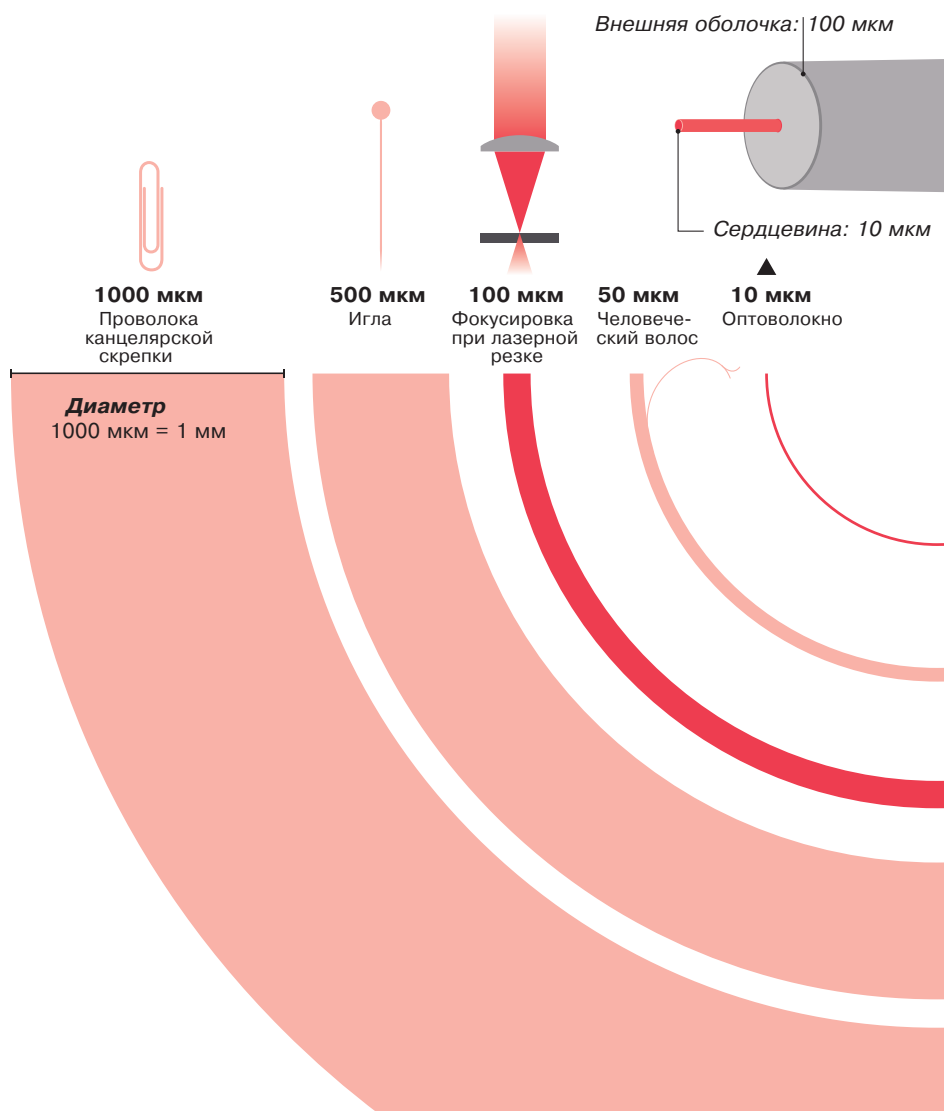 Внешняя оболочка: 100 мкм
Сердцевина: 10 мкм
1000 мкм
Проволока
канцелярской
скрепки
500 мкм
Игла
100 мкм
Фокусировка
при лазерной
резке
50 мкм
Человече-
ский волос
10 мкм
Оптоволокно
Диаметр
1000 мкм = 1 мм